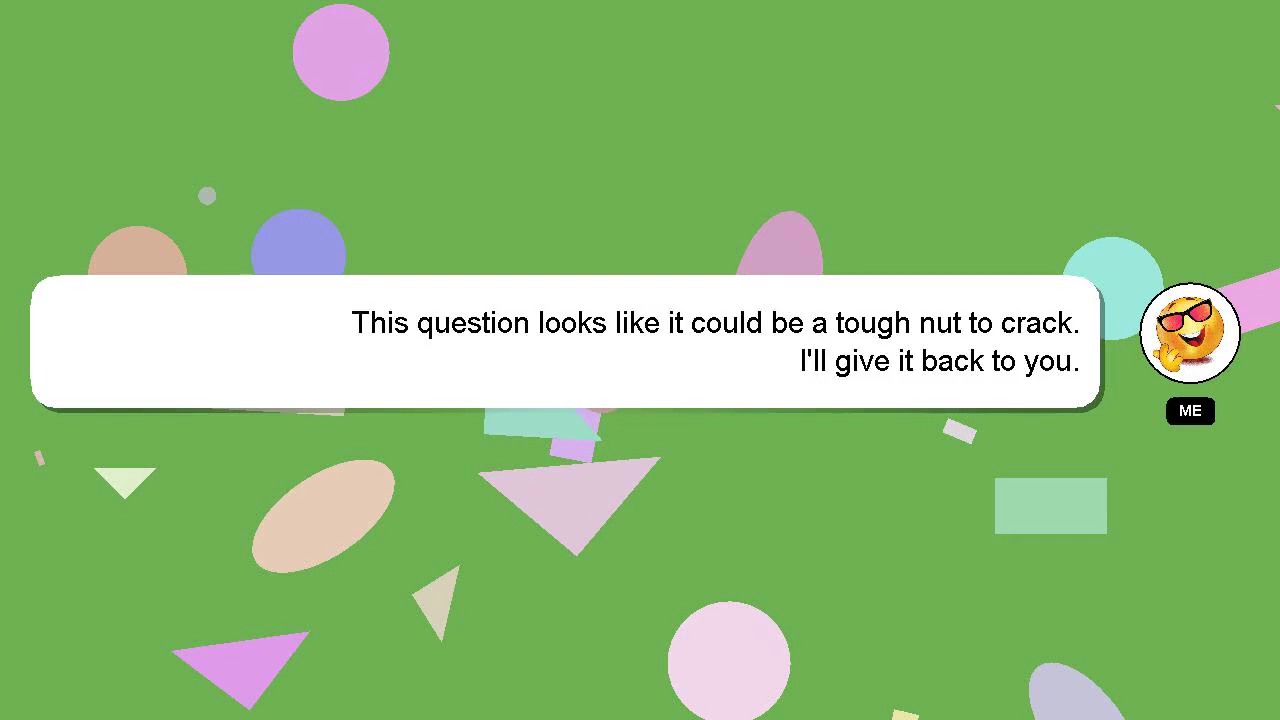 This question looks like it could be a tough nut to crack.
I'll give it back to you.
ME